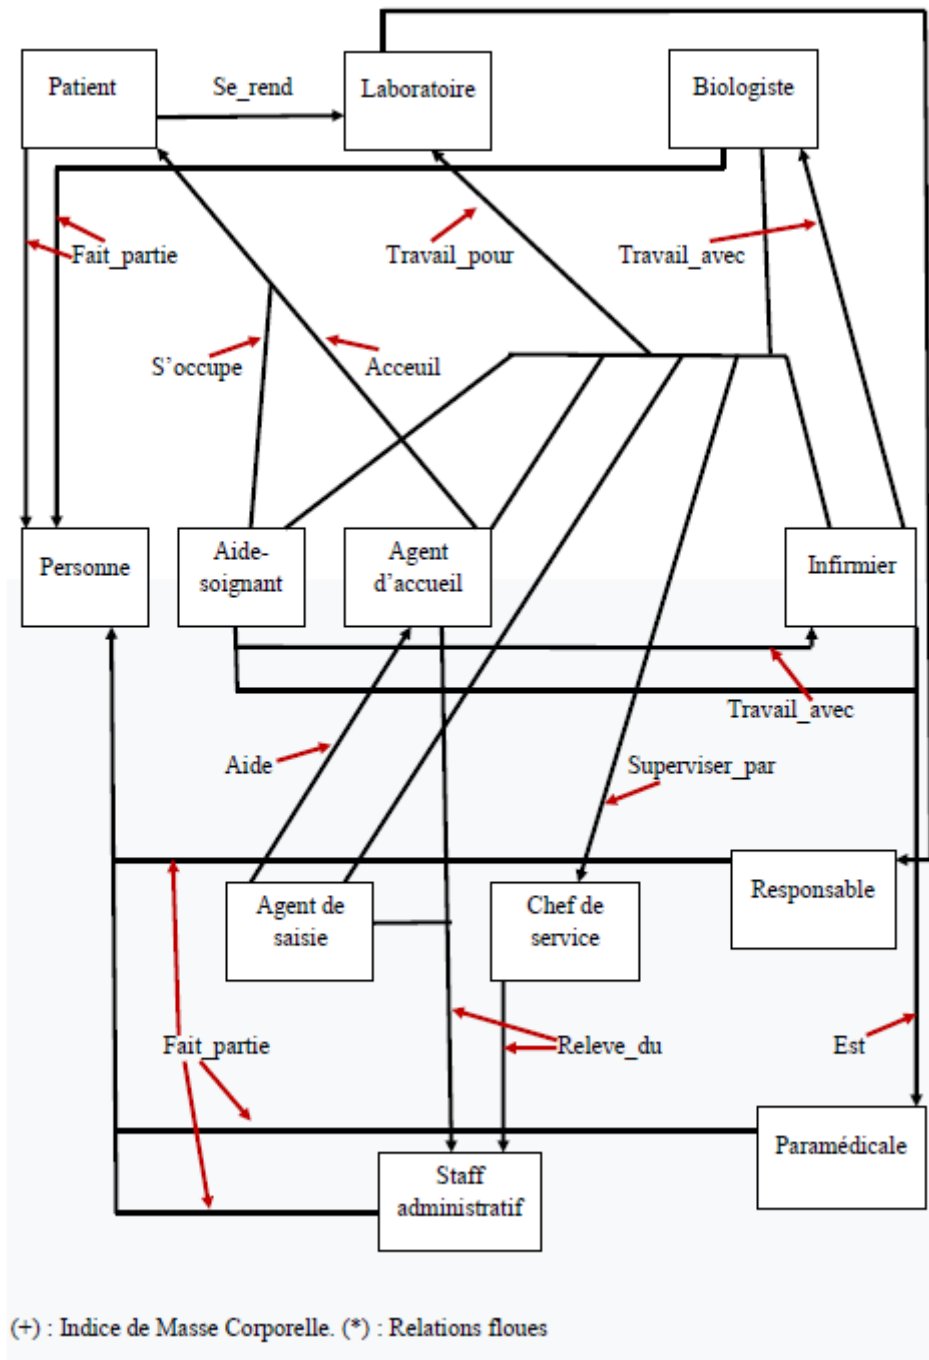 Patient
Se_rend
Laboratoire
Biologiste
Fait_partie
Travail_pour
Travail_avec
S'occupe
Acceuil
Personne
Aide-
soignant
Agent
d'accueil
Infirmier
Travail_avec
Aide
Superviser_par
Responsable
Agent de
saisie
Chef de
service
Fait_partie
Releve_du
Est
Paramédicale
Staff
administratif
(+) : Indice de Masse Corporelle. (*) : Relations floues